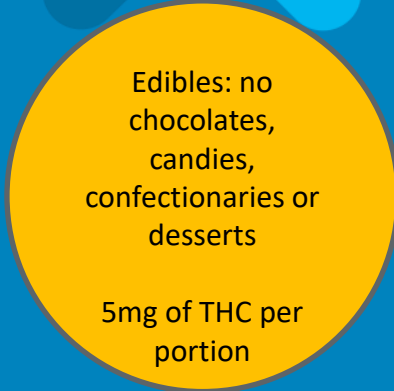 Edibles: no
chocolates,
candies,
confectionaries or
desserts
5mg of THC per
portion